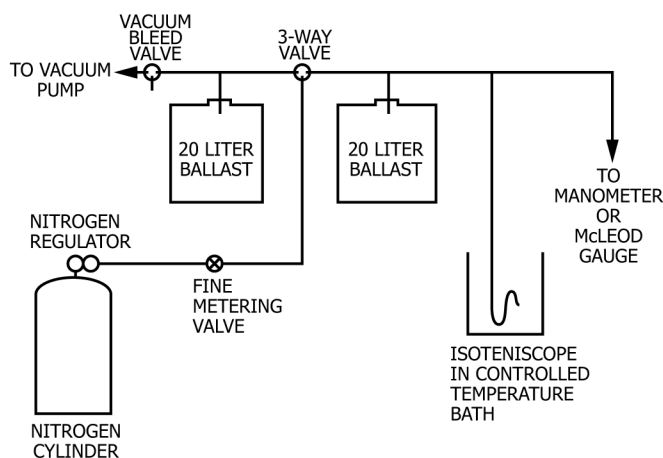 VACUUM
BLEED
VALVE
3-WAY
VALVE
TO VACUUM
PUMP
20 LITER
BALLAST
20 LITER
BALLAST
TO
MANOMETER
OR
McLEOD
GAUGE
NITROGEN
REGULATOR
FINE
METERING
VALVE
ISOTENISCOPE
IN CONTROLLED
TEMPERATURE
BATH
NITROGEN
CYLINDER